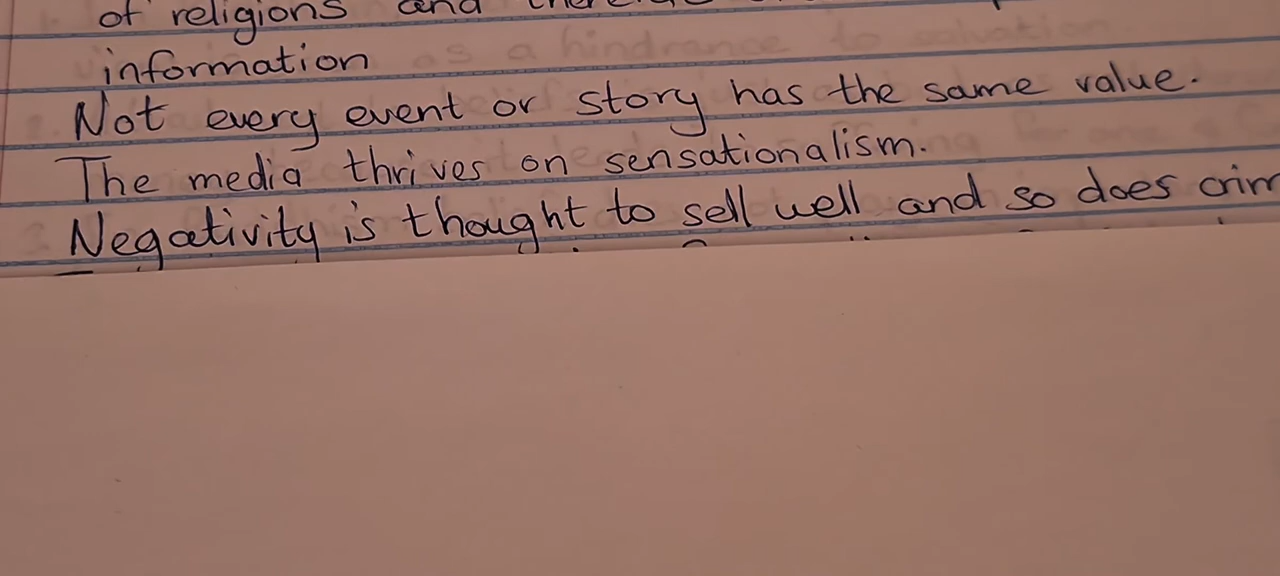 of religions and
information
Not every event or story has the same value.
The media thrives on sensationalism.
Negativity is thought to sell well and so does